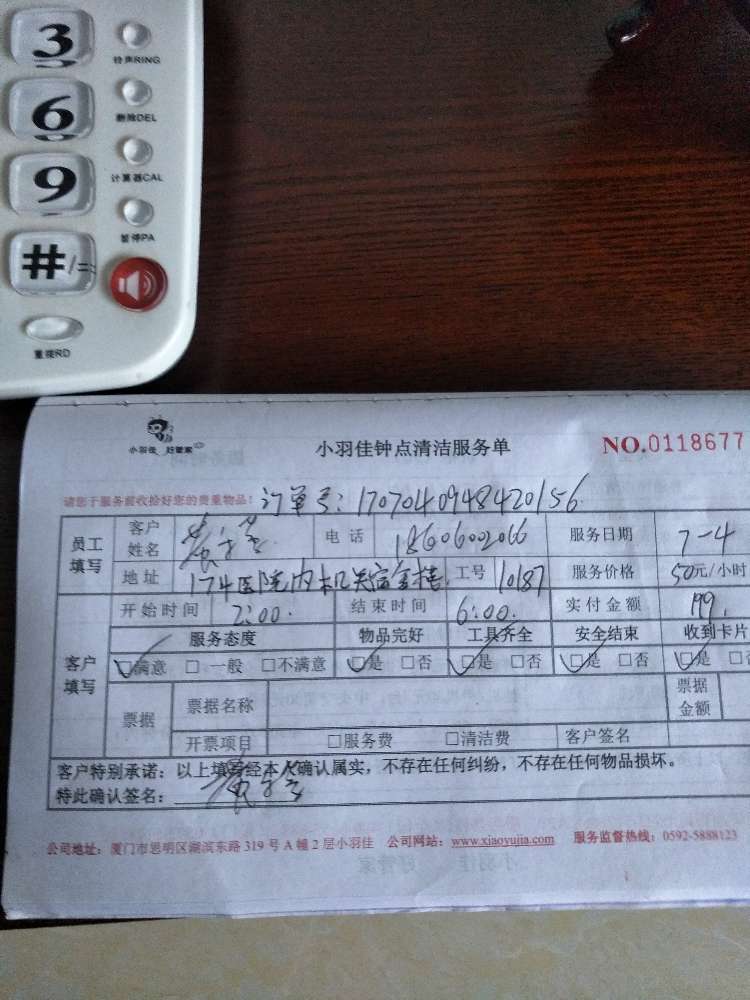 3
铃声RING
6
删除DEL
9
计算器CAL
#/=
暂停PA
重拨RD
小羽佳 好管家
小羽佳钟点清洁服务单
NO.0118677
请您于服务前收拾好您的贵重物品!
订单号:1707040948420156
员工填写 客户姓名 电话 18606002066 服务日期 7-4
地址 174医院内机关宿舍楼 工号 10187 服务价格 50元/小时
开始时间 2:00. 结束时间 6:00. 实付金额 199.
客户填写 服务态度 物品完好 工具齐全 安全结束 收到卡片
满意 □一般 □不满意 是 □否 是 □否 是 □否 是
票据 票据名称 票据金额
开票项目 □服务费 □清洁费 客户签名
客户特别承诺:以上填写经本人确认属实,不存在任何纠纷,不存在任何物品损坏。
特此确认签名:
公司地址:厦门市思明区湖滨东路 319 号 A 幢 2 层小羽佳 公司网站:www.xiaoyujia.com 服务监督热线:0592-5888123